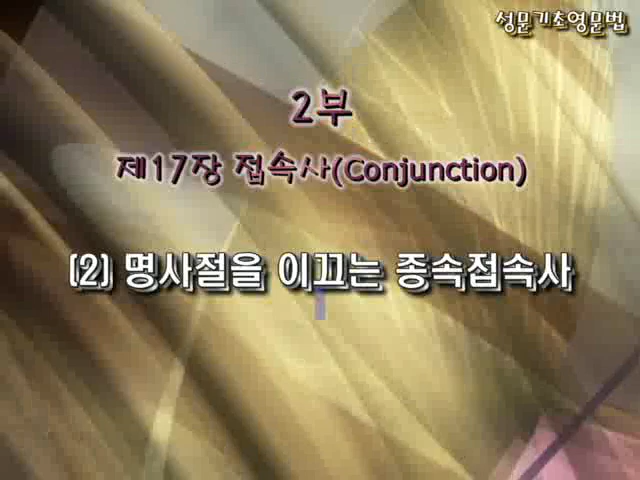 성문기초영문법
2부
제17장 접속사(Conjunction)
(2) 명사절을 이끄는 종속접속사